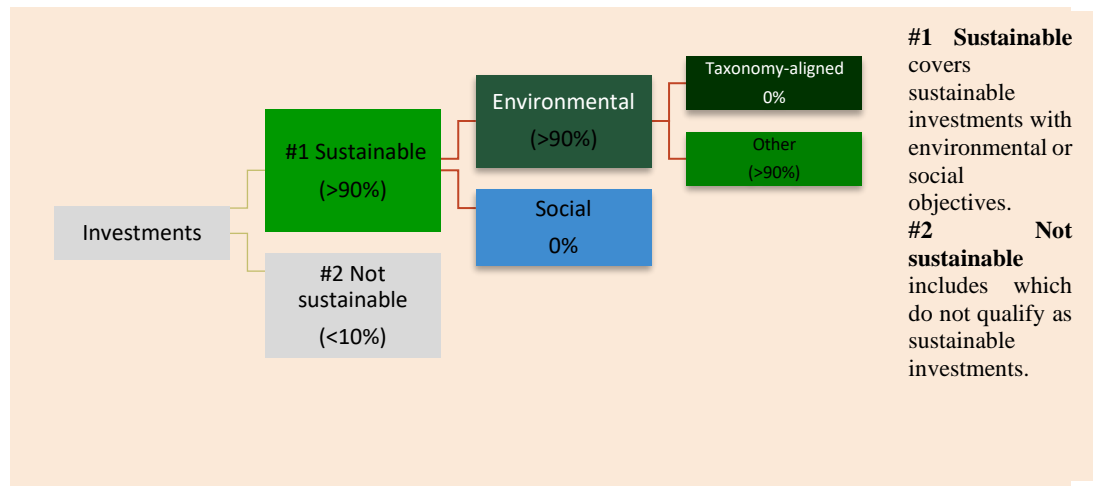 Investments
#1 Sustainable
(>90%)
#2 Not
sustainable
(<10%)
Environmental
(>90%)
Social
0%
Taxonomy-aligned
0%
Other
(>90%)
#1 Sustainable
covers
sustainable
investments with
environmental or
social
objectives.
#2 Not
sustainable
includes which
do not qualify as
sustainable
investments.